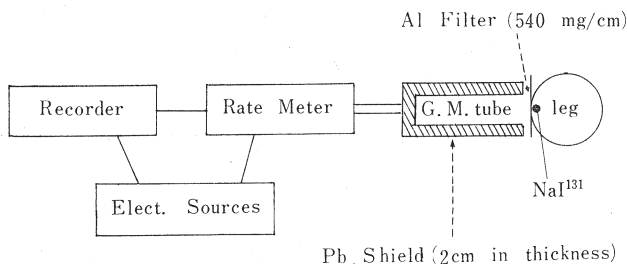 Al Filter (540 mg/cm)
Recorder
Rate Meter
G. M. tube
leg
NaI¹³¹
Elect. Sources
Pb. Shield (2cm in thickness)